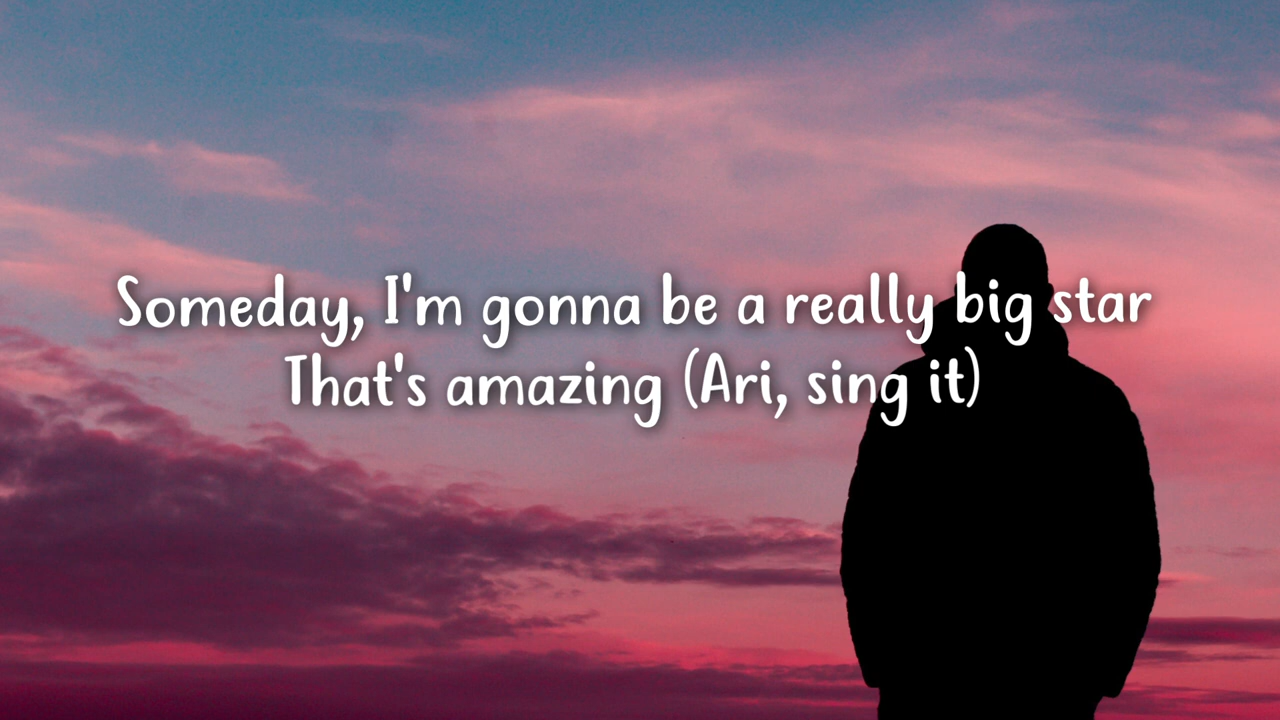 Someday, I'm gonna be a really big star
That's amazing (Ari, sing it)